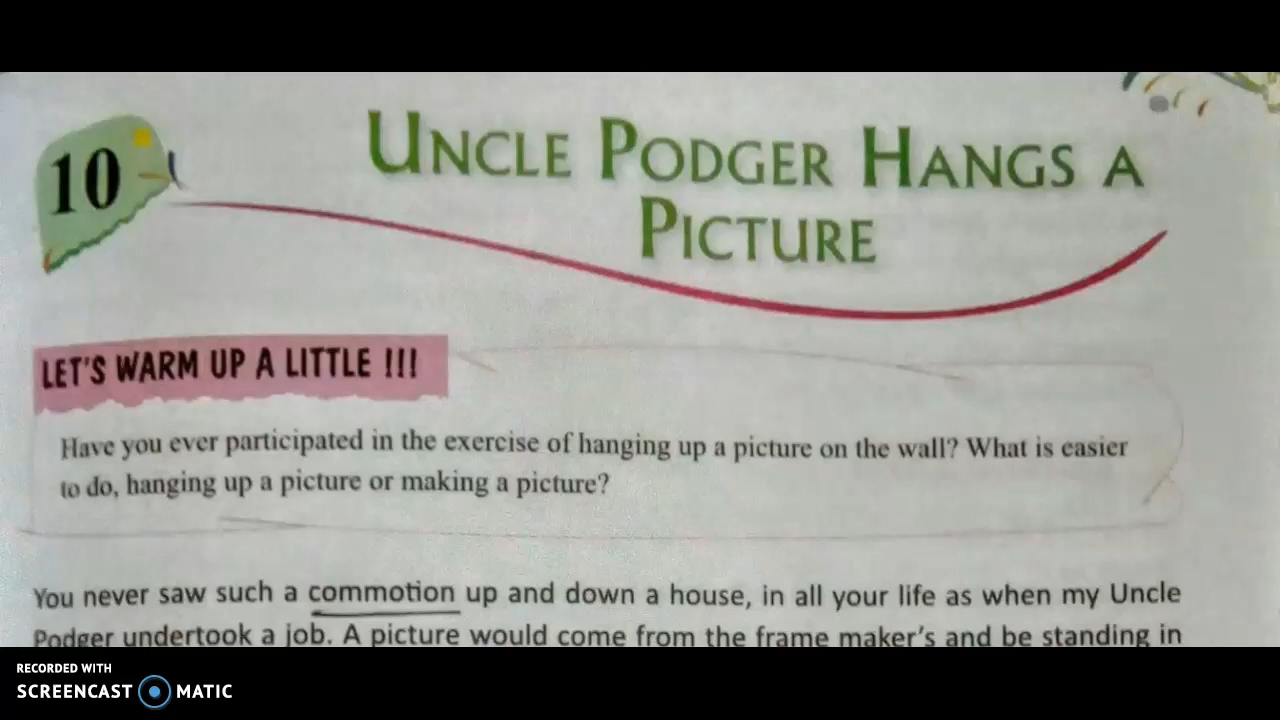 10
UNCLE PODGER HANGS A
PICTURE
LET'S WARM UP A LITTLE !!!
Have you ever participated in the exercise of hanging up a picture on the wall? What is easier
to do, hanging up a picture or making a picture?
You never saw such a commotion up and down a house, in all your life as when my Uncle
Podger undertook a job. A picture would come from the frame maker's and be standing in
RECORDED WITH
SCREENCAST MATIC